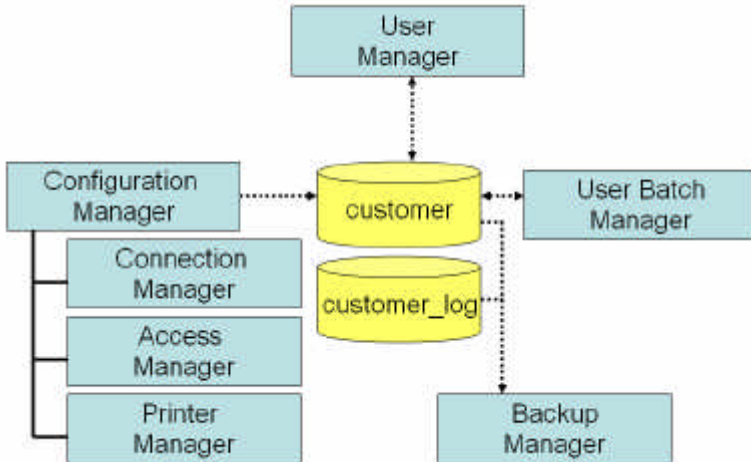 User
Manager
Configuration
Manager
customer
User Batch
Manager
Connection
Manager
customer_log
Access
Manager
Printer
Manager
Backup
Manager